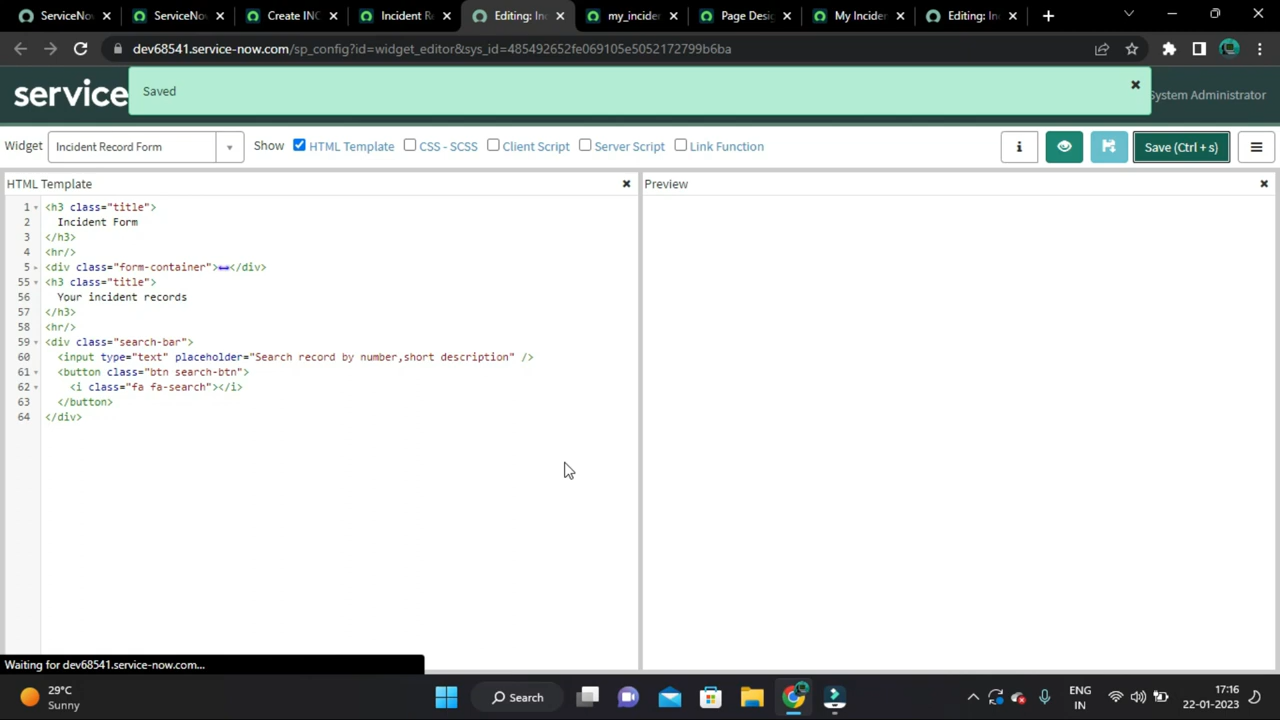 ServiceNo
ServiceNov
Create INC
Incident R
Editing: In
my_incide
Page Desi
My Incide
Editing: In
dev68541.service-now.com/sp_config?id=widget_editor&sys_id=485492652fe069105e5052172799b6ba
service
Saved
System Administrator
Widget
Incident Record Form
Show
HTML Template
CSS - SCSS
Client Script
Server Script
Link Function
Save (Ctrl + s)
HTML Template
Preview
1 <h3 class="title">
2 Incident Form
3 </h3>
4 <hr/>
5 <div class="form-container"></div>
55 <h3 class="title">
56 Your incident records
57 </h3>
58 <hr/>
59 <div class="search-bar">
60 <input type="text" placeholder="Search record by number,short description" />
61 <button class="btn search-btn">
62 <i class="fa fa-search"></i>
63 </button>
64 </div>
Waiting for dev68541.service-now.com...
29°C
Sunny
Search
ENG
IN
17:16
22-01-2023